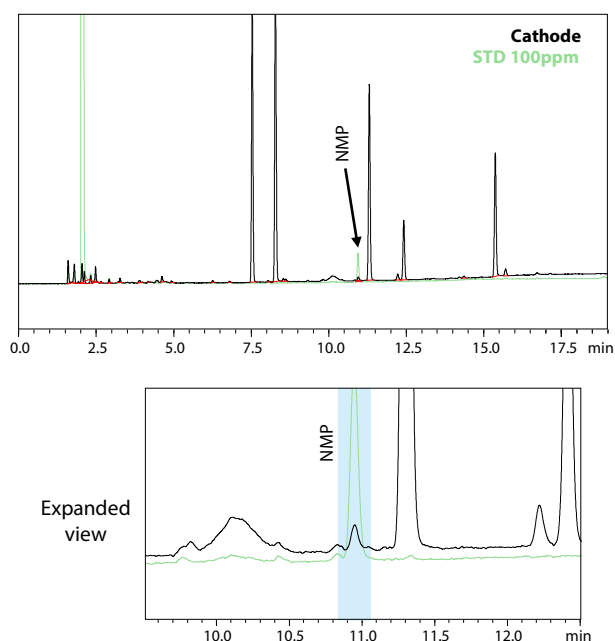 Cathode
STD 100ppm
NMP
0.0 2.5 5.0 7.5 10.0 12.5 15.0 17.5 min
NMP
Expanded
view
10.0 10.5 11.0 11.5 12.0 min